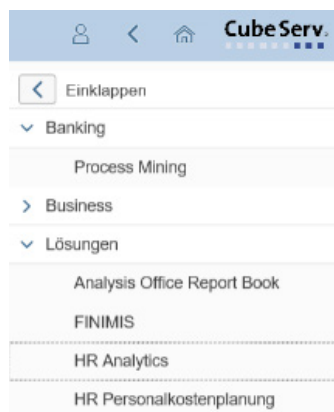 CubeServ
Einklappen
Banking
Process Mining
Business
Lösungen
Analysis Office Report Book
FINIMIS
HR Analytics
HR Personalkostenplanung